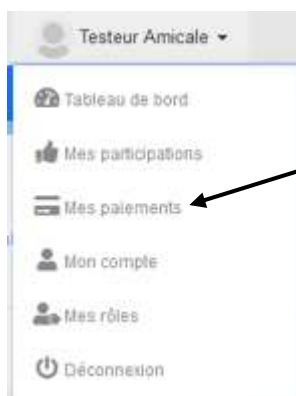 Testeur Amicale
Tableau de bord
Mes participations
Mes paiements
Mon compte
Mes rôles
Déconnexion